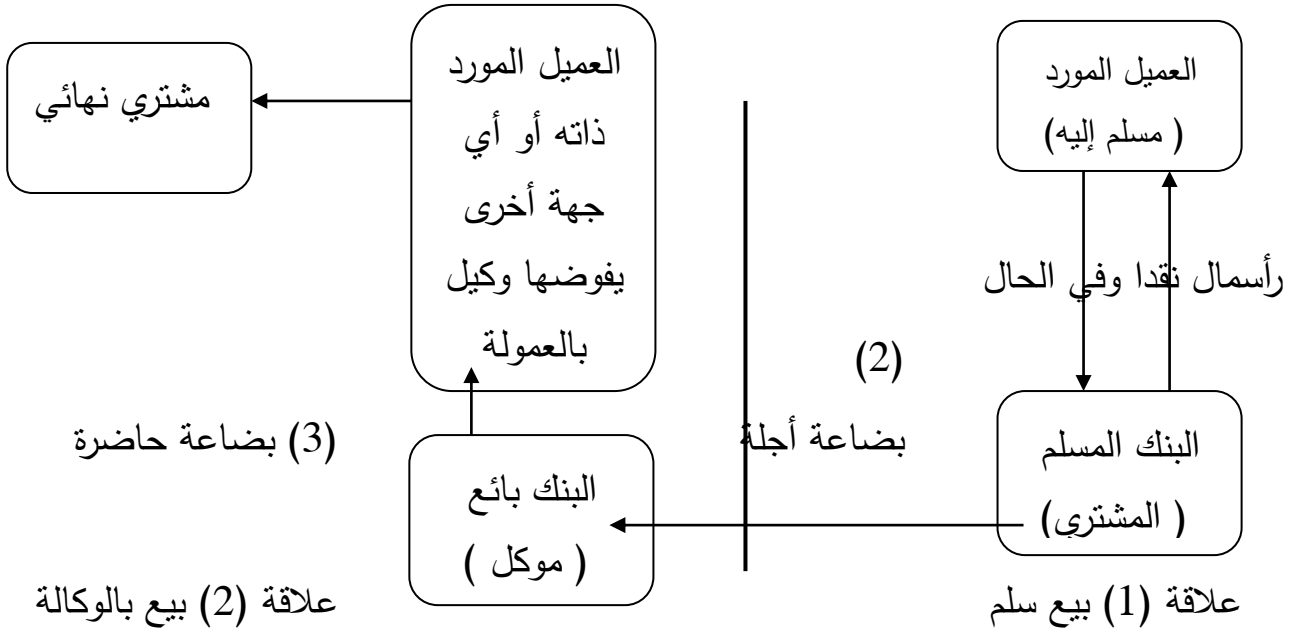 العميل المورد
( مسلم إليه)
رأسمال نقدا وفي الحال
البنك المسلم
( المشتري)
علاقة (1) بيع سلم
(2)
بضاعة أجلة
العميل المورد
ذاته أو أي
جهة أخرى
يفوضها وكيل
بالعمولة
البنك بائع
( موكل )
مشتري نهائي
(3) بضاعة حاضرة
علاقة (2) بيع بالوكالة